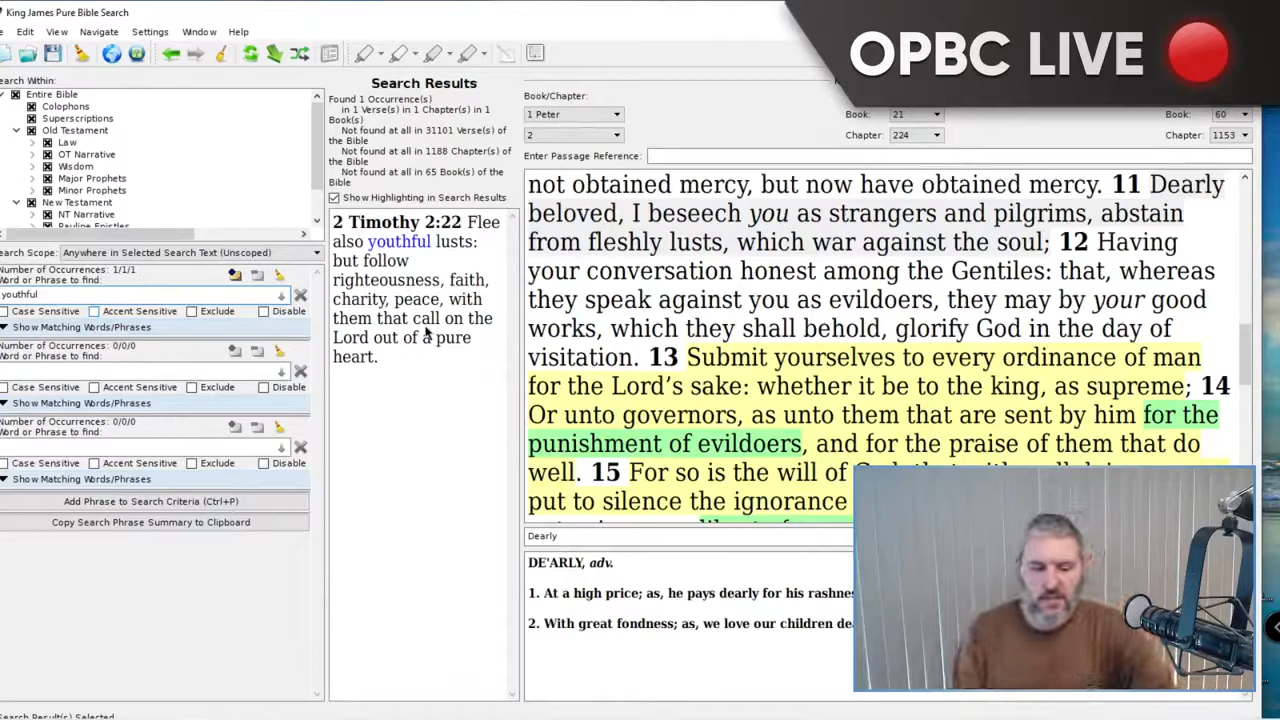 King James Pure Bible Search
OPBC LIVE
Edit View Navigate Settings Window Help
earch Within:
Entire Bible
Colophons
Superscriptions
Old Testament
Law
OT Narrative
Wisdom
Major Prophets
Minor Prophets
New Testament
NT Narrative
Pauline Epistles
earch Scope: Anywhere in Selected Search Text (Unscoped)
Number of Occurrences: 1/1/1
Word or Phrase to find:
youthful
Case Sensitive Accent Sensitive Exclude Disable
Show Matching Words/Phrases
Number of Occurrences: 0/0/0
Word or Phrase to find:
Case Sensitive Accent Sensitive Exclude Disable
Show Matching Words/Phrases
Number of Occurrences: 0/0/0
Word or Phrase to find:
Case Sensitive Accent Sensitive Exclude Disable
Show Matching Words/Phrases
Add Phrase to Search Criteria (Ctrl+P)
Copy Search Phrase Summary to Clipboard
Search Result(s) Selected
Search Results
Found 1 Occurrence(s)
in 1 Verse(s) in 1 Chapter(s) in 1
Book(s)
Not found at all in 31101 Verse(s) of
the Bible
Not found at all in 1188 Chapter(s) of
the Bible
Not found at all in 65 Book(s) of the
Bible
Show Highlighting in Search Results
2 Timothy 2:22 Flee
also youthful lusts:
but follow
righteousness, faith,
charity, peace, with
them that call on the
Lord out of a pure
heart.
Book/Chapter:
1 Peter
2
Book: 21
Chapter: 224
Book: 60
Chapter: 1153
Enter Passage Reference:
not obtained mercy, but now have obtained mercy. 11 Dearly
beloved, I beseech you as strangers and pilgrims, abstain
from fleshly lusts, which war against the soul; 12 Having
your conversation honest among the Gentiles: that, whereas
they speak against you as evildoers, they may by your good
works, which they shall behold, glorify God in the day of
visitation. 13 Submit yourselves to every ordinance of man
for the Lord’s sake: whether it be to the king, as supreme; 14
Or unto governors, as unto them that are sent by him for the
punishment of evildoers, and for the praise of them that do
well. 15 For so is the will of
put to silence the ignorance
Dearly
DE'ARLY, adv.
1. At a high price; as, he pays dearly for his rashne
2. With great fondness; as, we love our children de